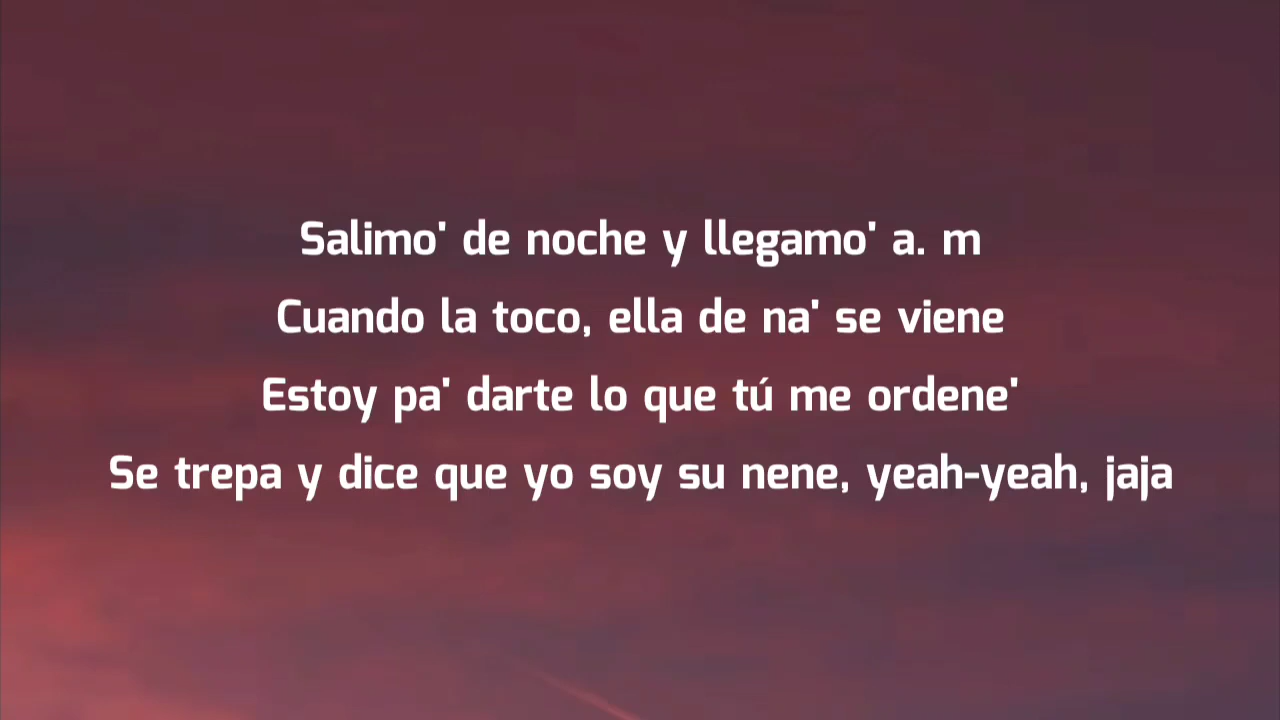 Salimo' de noche y llegamo' a. m
Cuando la toco, ella de na' se viene
Estoy pa' darte lo que tú me ordene'
Se trepa y dice que yo soy su nene, yeah-yeah, jaja